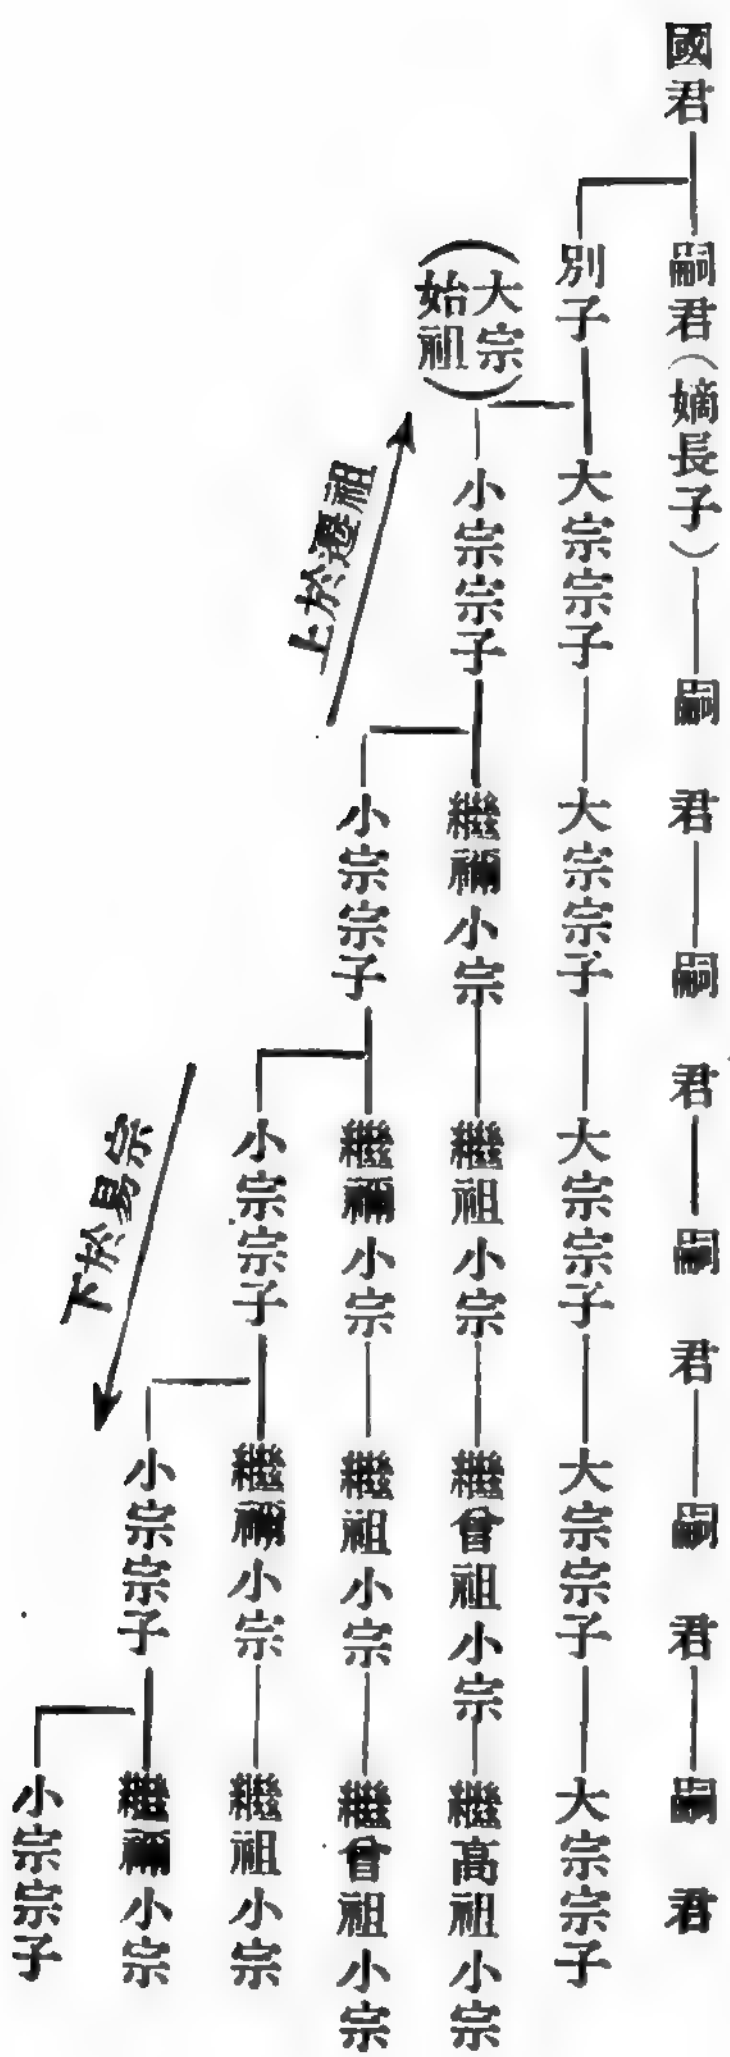 國君
嗣君(嫡長子)
嗣君
嗣君
嗣君
嗣君
嗣君
別子
大宗宗子
大宗宗子
大宗宗子
大宗宗子
大宗宗子
(大宗始祖)
小宗宗子
繼禰小宗
繼祖小宗
繼曾祖小宗
繼高祖小宗
上於遷祖
小宗宗子
繼禰小宗
繼祖小宗
繼曾祖小宗
小宗宗子
繼禰小宗
繼祖小宗
下於易宗
小宗宗子
繼禰小宗
小宗宗子